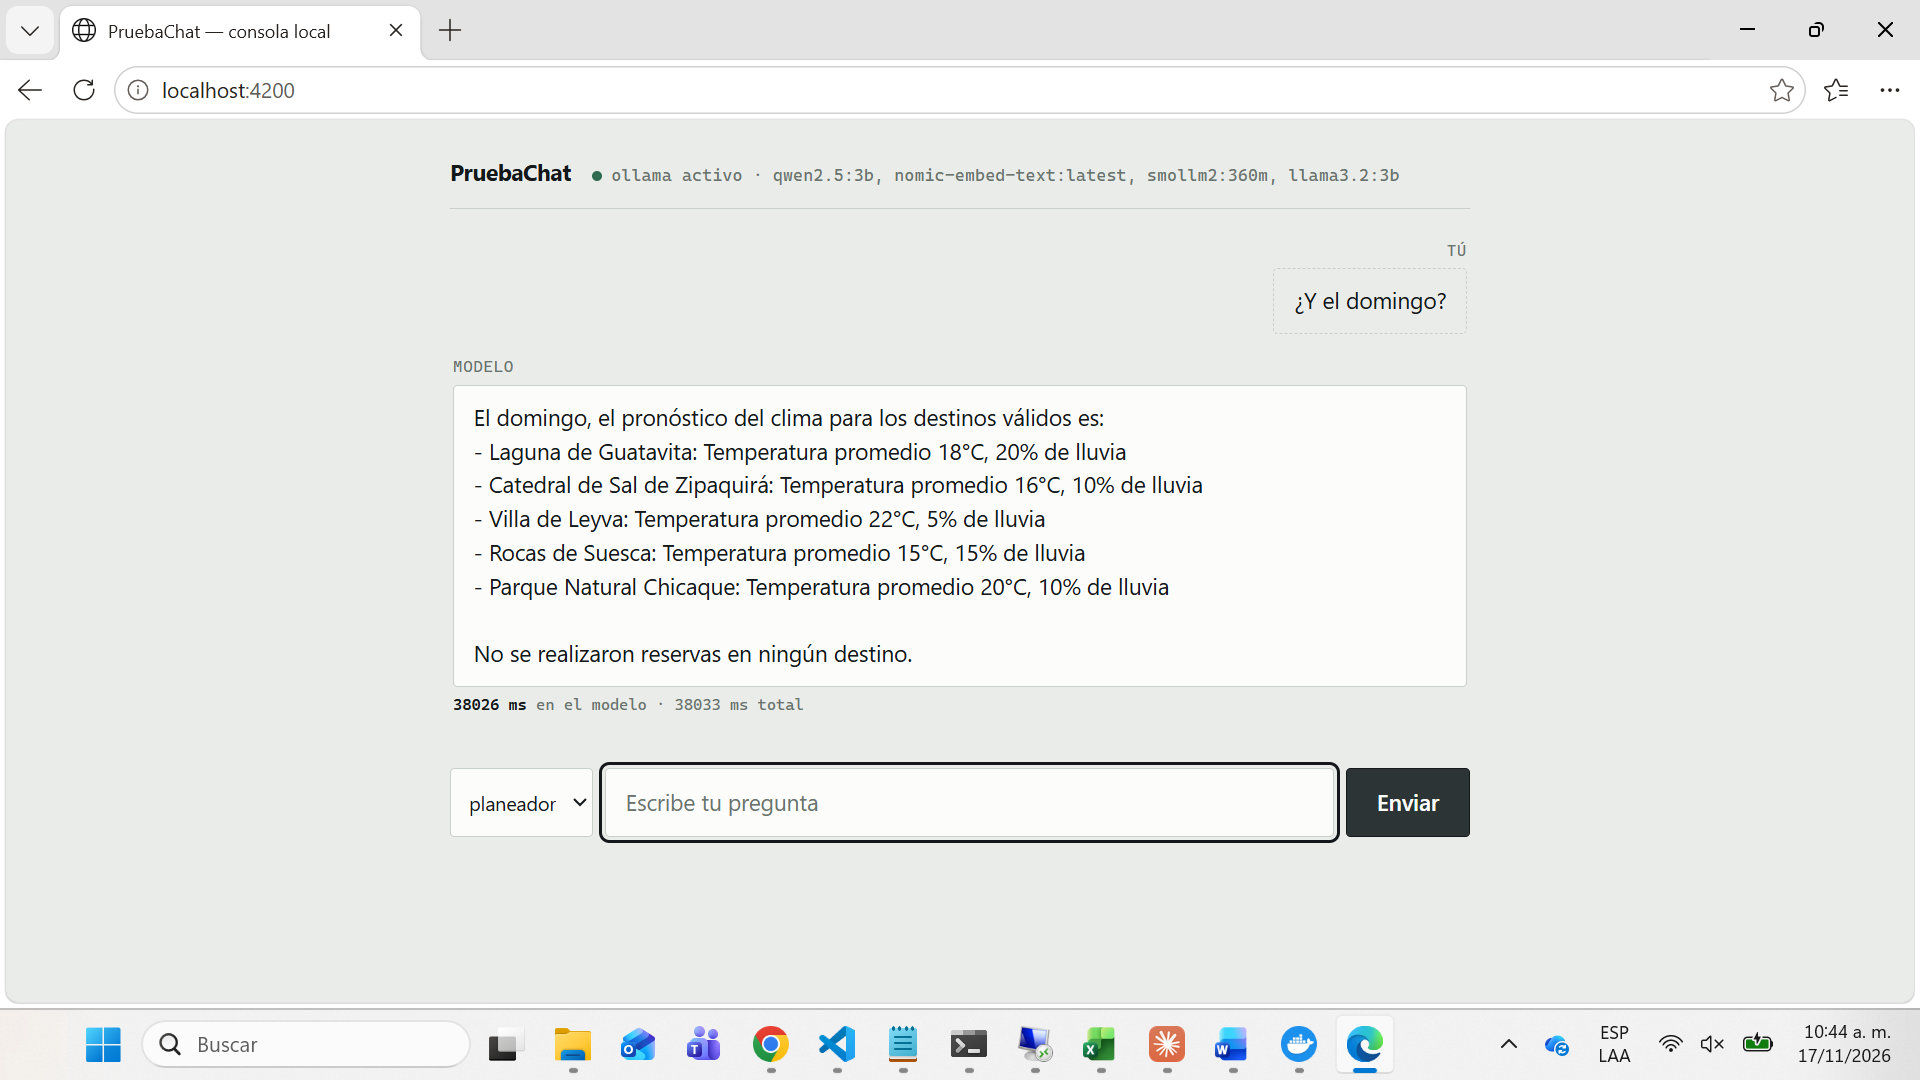 PruebaChat — consola local
localhost:4200
PruebaChat
ollama activo · qwen2.5:3b, nomic-embed-text:latest, smollm2:360m, llama3.2:3b
TÚ
¿Y el domingo?
MODELO
El domingo, el pronóstico del clima para los destinos válidos es:
- Laguna de Guatavita: Temperatura promedio 18°C, 20% de lluvia
- Catedral de Sal de Zipaquirá: Temperatura promedio 16°C, 10% de lluvia
- Villa de Leyva: Temperatura promedio 22°C, 5% de lluvia
- Rocas de Suesca: Temperatura promedio 15°C, 15% de lluvia
- Parque Natural Chicaque: Temperatura promedio 20°C, 10% de lluvia
No se realizaron reservas en ningún destino.
38026 ms en el modelo · 38033 ms total
planeador
Escribe tu pregunta
Enviar
Buscar
ESP
LAA
10:44 a. m.
17/11/2026